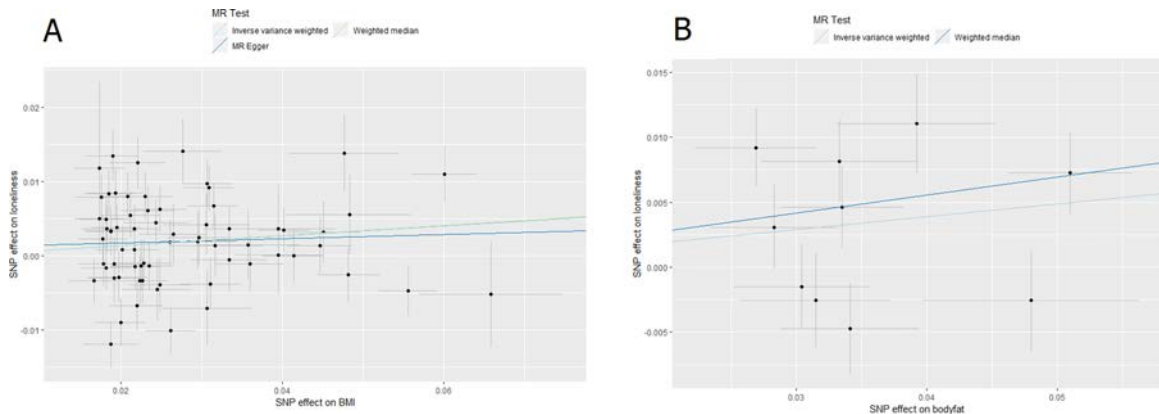 A
MR Test
Inverse variance weighted
Weighted median
MR Egger
SNP effect on loneliness
0.02
0.01
0.00
-0.01
0.02
0.04
0.06
SNP effect on BMI
B
MR Test
Inverse variance weighted
Weighted median
SNP effect on loneliness
0.015
0.010
0.005
0.000
-0.005
0.03
0.04
0.05
SNP effect on bodyfat